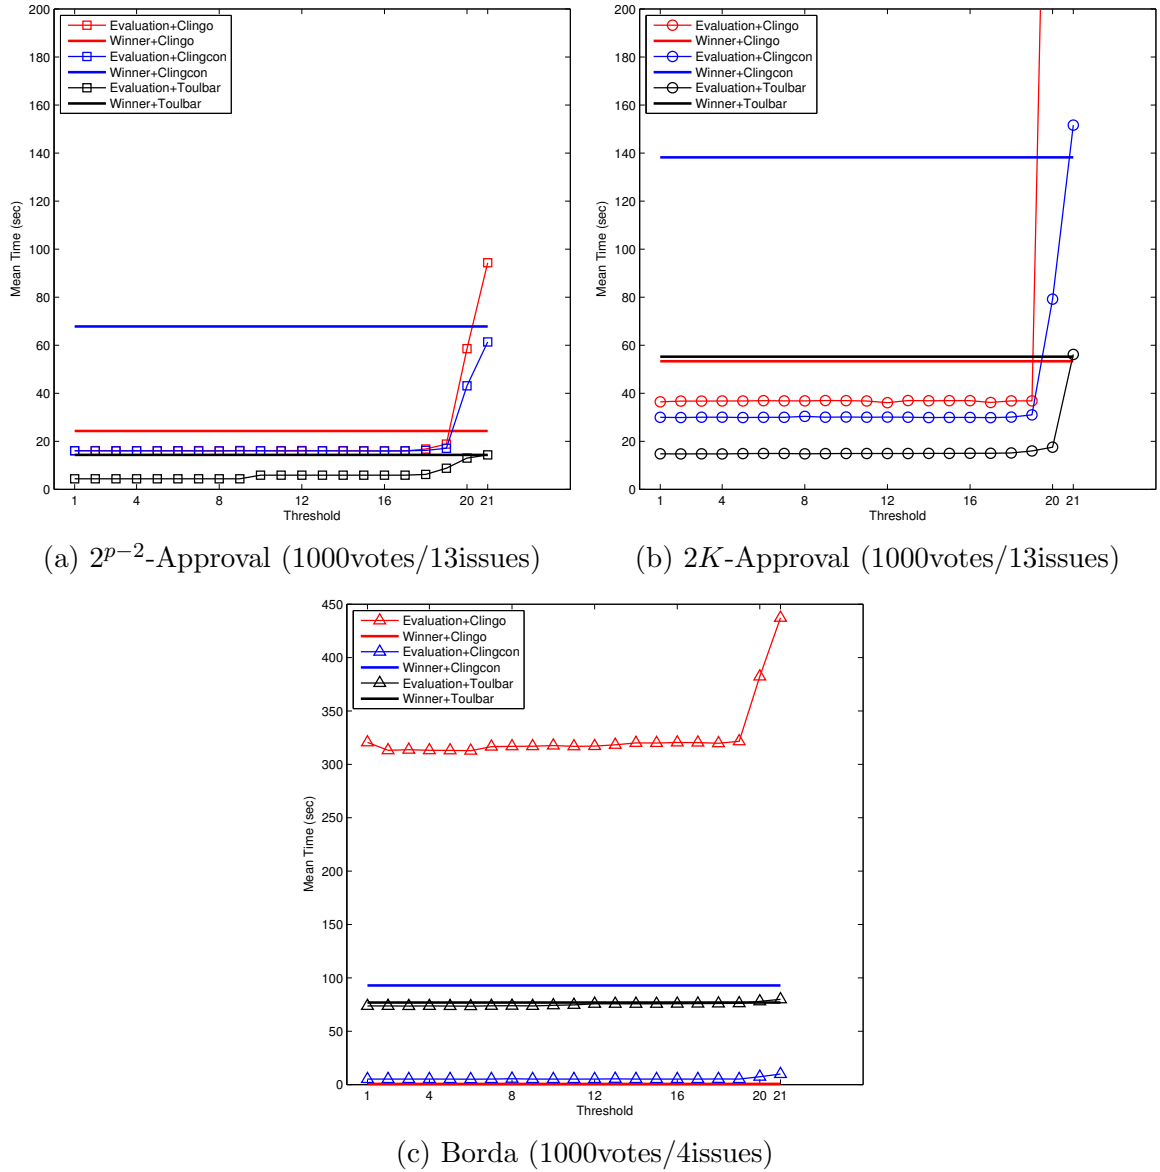 200
180
160
140
120
100
80
60
40
20
0
Mean Time (sec)
Evaluation+Clingo
Winner+Clingo
Evaluation+Clingcon
Winner+Clingcon
Evaluation+Toulbar
Winner+Toulbar
1 4 8 12 16 20 21
Threshold
(a) 2^{p−2}-Approval (1000votes/13issues)
200
180
160
140
120
100
80
60
40
20
0
Mean Time (sec)
Evaluation+Clingo
Winner+Clingo
Evaluation+Clingcon
Winner+Clingcon
Evaluation+Toulbar
Winner+Toulbar
1 4 8 12 16 20 21
Threshold
(b) 2K-Approval (1000votes/13issues)
450
400
350
300
250
200
150
100
50
0
Mean Time (sec)
Evaluation+Clingo
Winner+Clingo
Evaluation+Clingcon
Winner+Clingcon
Evaluation+Toulbar
Winner+Toulbar
1 4 8 12 16 20 21
Threshold
(c) Borda (1000votes/4issues)